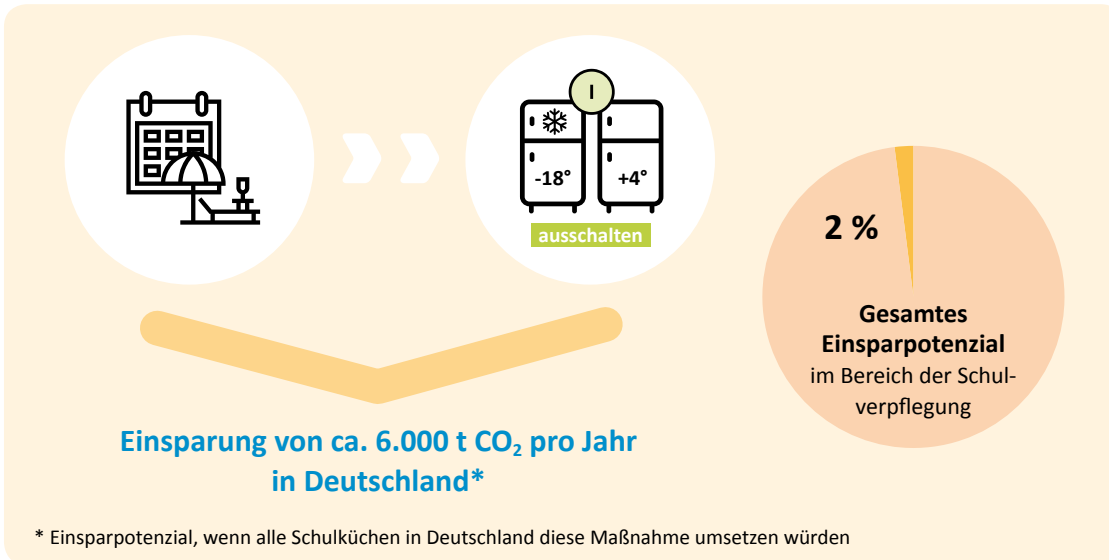 I
-18°
+4°
ausschalten
2 %
Gesamtes
Einsparpotenzial
im Bereich der Schul-
verpflegung
Einsparung von ca. 6.000 t CO₂ pro Jahr
in Deutschland*
* Einsparpotenzial, wenn alle Schulküchen in Deutschland diese Maßnahme umsetzen würden